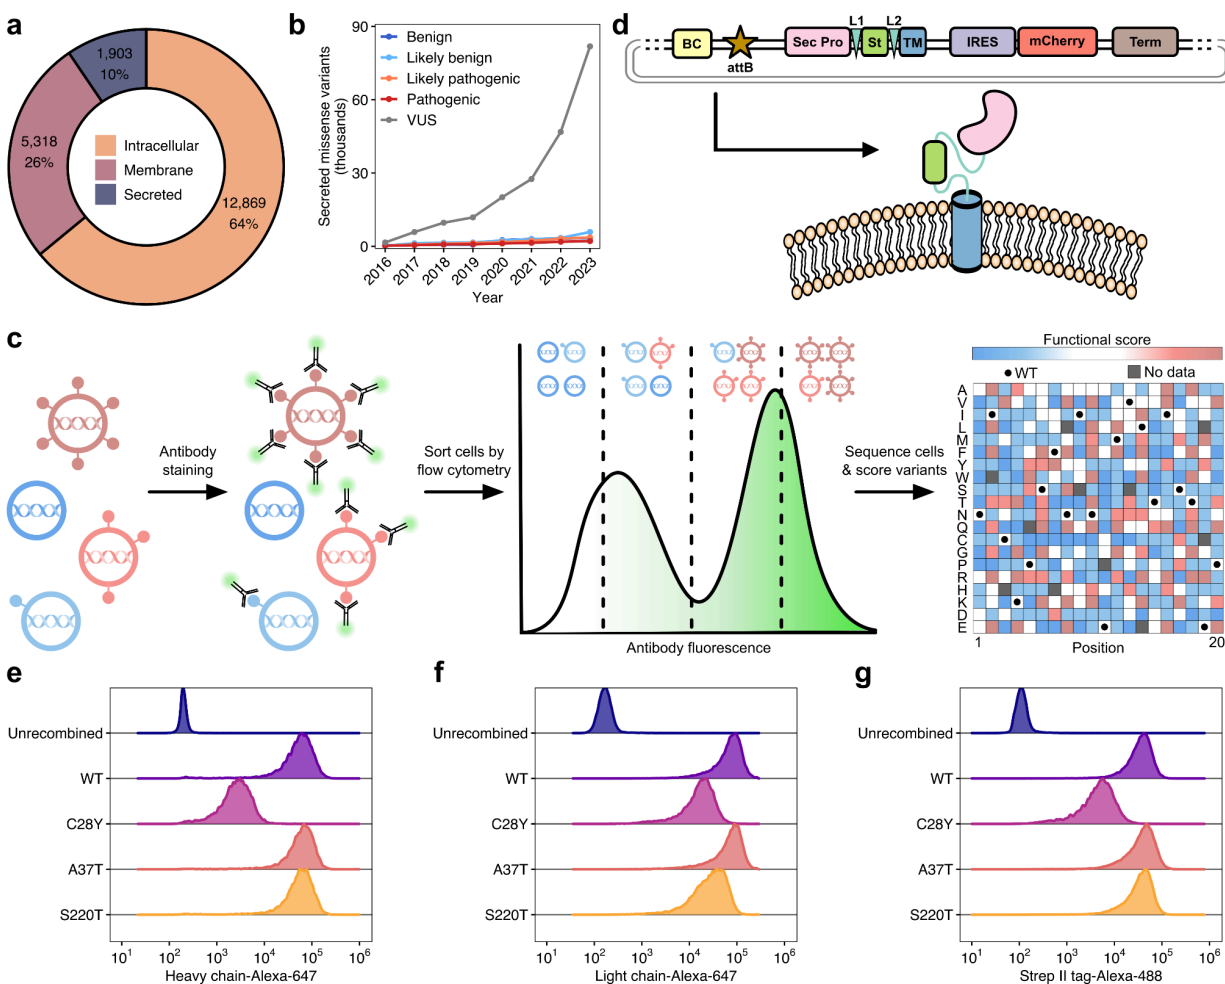 a
1,903
10%
5,318
26%
Intracellular
Membrane
Secreted
12,869
64%
b
Secreted missense variants
(thousands)
90
60
30
0
Benign
Likely benign
Likely pathogenic
Pathogenic
VUS
2016
2017
2018
2019
2020
2021
2022
2023
Year
d
L1
L2
BC
attB
Sec Pro
St
TM
IRES
mCherry
Term
c
Antibody
staining
Sort cells by
flow cytometry
Antibody fluorescence
Sequence cells
& score variants
Functional score
WT
No data
A
V
I
L
M
F
Y
W
S
T
N
Q
C
G
P
R
H
K
D
E
1
Position
20
e
Unrecombined
WT
C28Y
A37T
S220T
10¹
10²
10³
10⁴
10⁵
10⁶
Heavy chain-Alexa-647
f
Unrecombined
WT
C28Y
A37T
S220T
10¹
10²
10³
10⁴
10⁵
10⁶
Light chain-Alexa-647
g
Unrecombined
WT
C28Y
A37T
S220T
10¹
10²
10³
10⁴
10⁵
10⁶
Strep II tag-Alexa-488